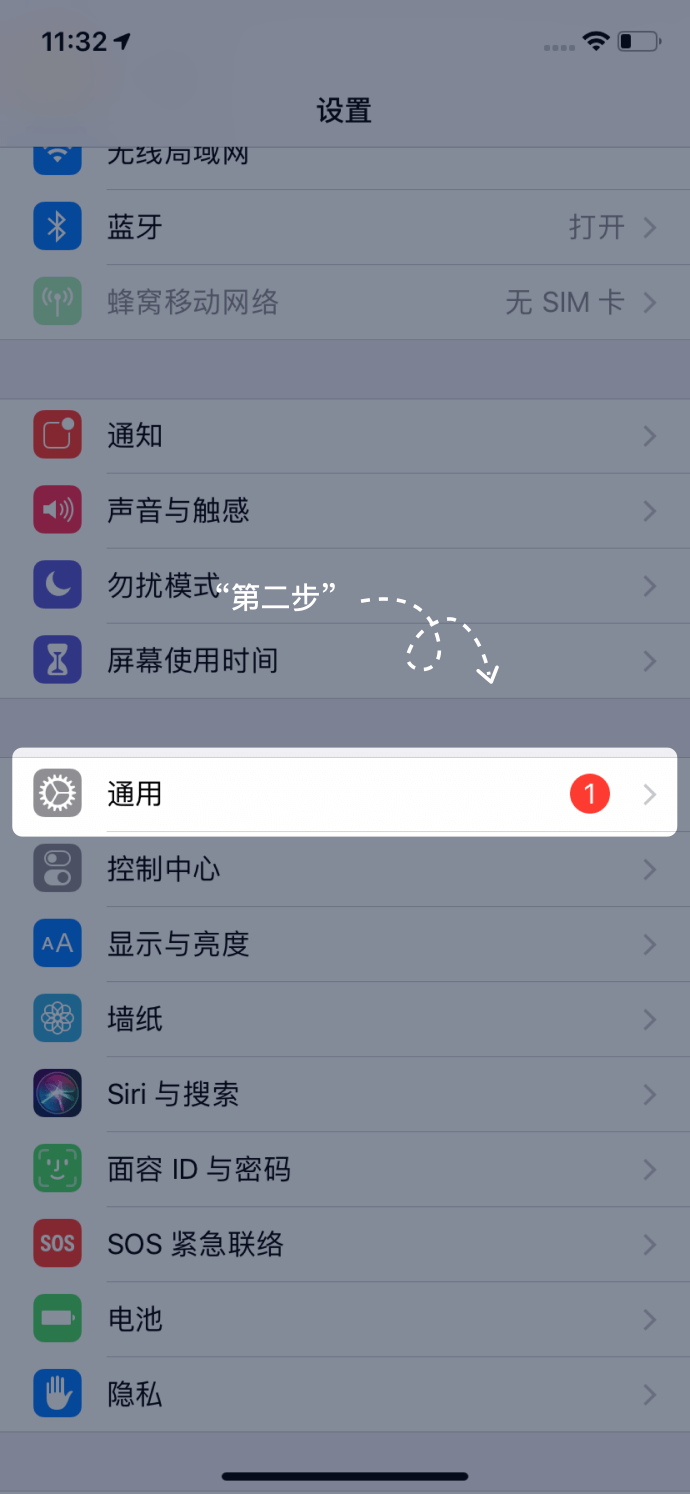 11:32
设置
无线局域网
蓝牙 打开
蜂窝移动网络 无 SIM 卡
通知
声音与触感
勿扰模式
“第二步”
屏幕使用时间
通用 1
控制中心
AA 显示与亮度
墙纸
Siri 与搜索
面容 ID 与密码
SOS SOS 紧急联络
电池
隐私